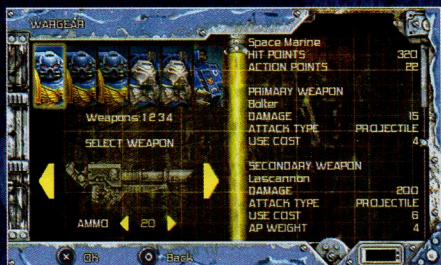 WARGEAR
Weapons:1 2 3 4
SELECT WEAPON
AMMO 20
Ok Back
Space Marine
HIT POINTS 320
ACTION POINTS 22
PRIMARY WEAPON
Bolter
DAMAGE 15
ATTACK TYPE PROJECTILE
USE COST 4
SECONDARY WEAPON
Lascannon
DAMAGE 200
ATTACK TYPE PROJECTILE
USE COST 6
AP WEIGHT 4